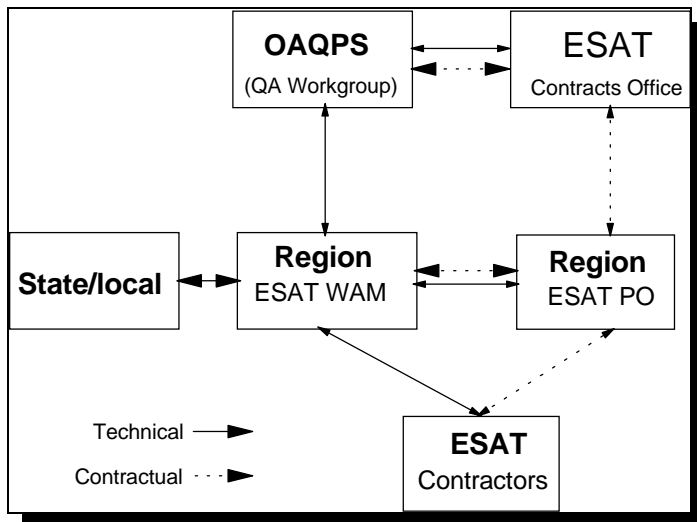 OAQPS
(QA Workgroup)
ESAT
Contracts Office
State/local
Region
ESAT WAM
Region
ESAT PO
ESAT
Contractors
Technical
Contractual